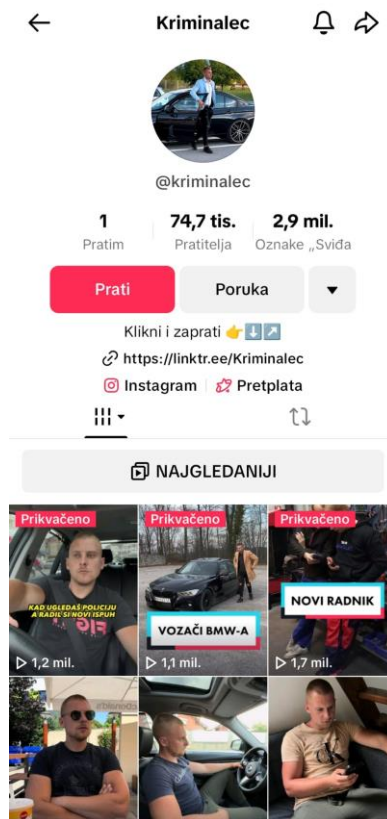 Kriminalec
@kriminalec
1 74,7 tis. 2,9 mil.
Pratim Pratitelja Oznake „Sviđa
Prati Poruka
Klikni i zaprati
https://linktr.ee/Kriminalec
Instagram Pretplata
NAJGLEDANIJI
Prikvačeno Prikvačeno Prikvačeno
KAD UGLEDAŠ POLICIJU
A RADIL SI NOVI ISPUH
VOZAČI BMW-A
NOVI RADNIK
1,2 mil. 1,1 mil. 1,7 mil.